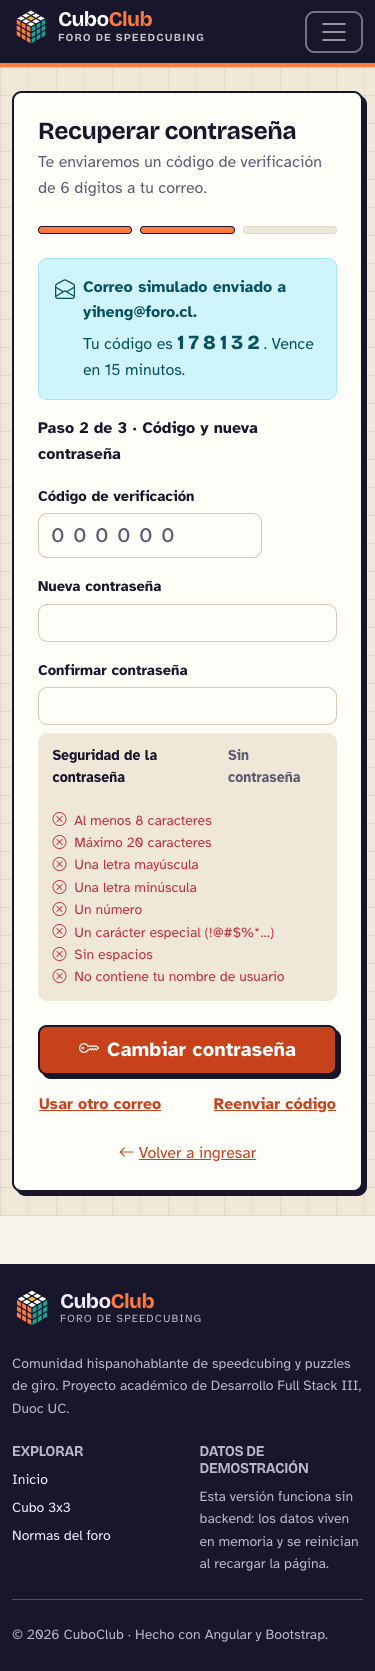 CuboClub
FORO DE SPEEDCUBING
Recuperar contraseña
Te enviaremos un código de verificación
de 6 dígitos a tu correo.
Correo simulado enviado a
yiheng@foro.cl.
Tu código es 178132. Vence
en 15 minutos.
Paso 2 de 3 · Código y nueva
contraseña
Código de verificación
000000
Nueva contraseña
Confirmar contraseña
Seguridad de la
contraseña
Sin
contraseña
Al menos 8 caracteres
Máximo 20 caracteres
Una letra mayúscula
Una letra minúscula
Un número
Un carácter especial (!@#$%*…)
Sin espacios
No contiene tu nombre de usuario
Cambiar contraseña
Usar otro correo
Reenviar código
Volver a ingresar
CuboClub
FORO DE SPEEDCUBING
Comunidad hispanohablante de speedcubing y puzzles
de giro. Proyecto académico de Desarrollo Full Stack III,
Duoc UC.
EXPLORAR
Inicio
Cubo 3x3
Normas del foro
DATOS DE
DEMOSTRACIÓN
Esta versión funciona sin
backend: los datos viven
en memoria y se reinician
al recargar la página.
© 2026 CuboClub · Hecho con Angular y Bootstrap.